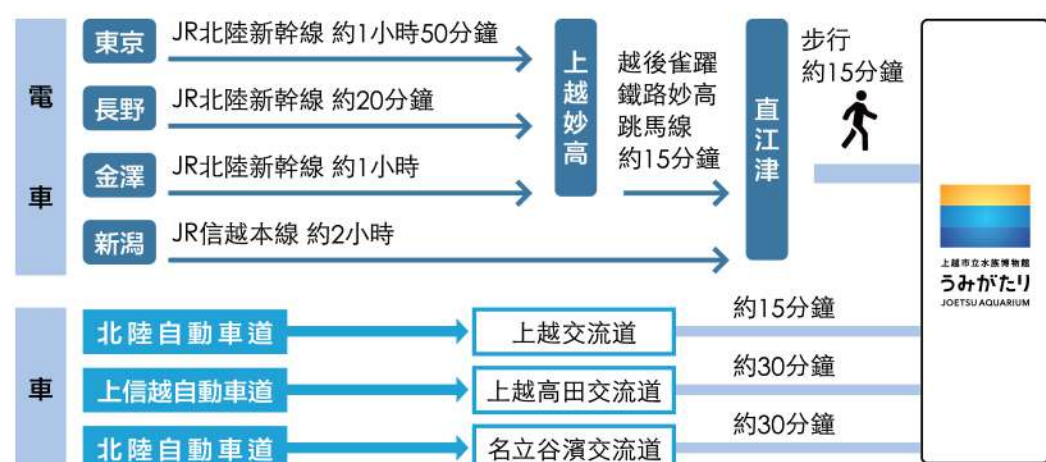 電車
東京
JR北陸新幹線 約1小時50分鐘
長野
JR北陸新幹線 約20分鐘
金澤
JR北陸新幹線 約1小時
新潟
JR信越本線 約2小時
上越妙高
越後雀躍
鐵路妙高
跳馬線
約15分鐘
直江津
步行
約15分鐘
上越市立水族博物館
うみがたり
JOETSU AQUARIUM
車
北陸自動車道
上越交流道
約15分鐘
上信越自動車道
上越高田交流道
約30分鐘
北陸自動車道
名立谷濱交流道
約30分鐘